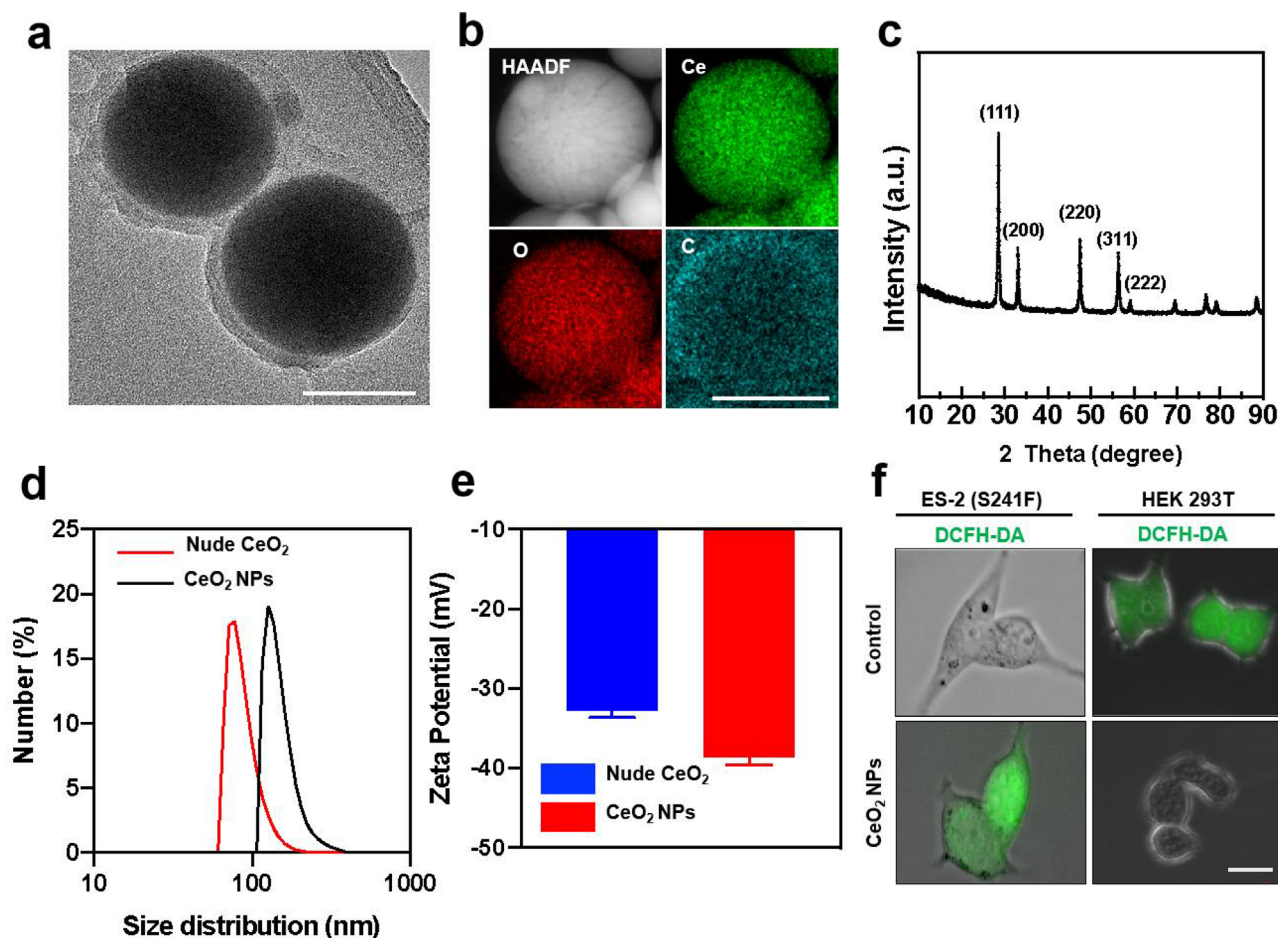 a
b
HAADF
Ce
O
C
c
Intensity (a.u.)
(111)
(200)
(220)
(311)
(222)
10 20 30 40 50 60 70 80 90
2 Theta (degree)
d
Number (%)
25
20
15
10
5
0
Nude CeO₂
CeO₂ NPs
10 100 1000
Size distribution (nm)
e
Zeta Potential (mV)
-10
-20
-30
-40
-50
Nude CeO₂
CeO₂ NPs
f
ES-2 (S241F) HEK 293T
DCFH-DA DCFH-DA
Control
CeO₂ NPs